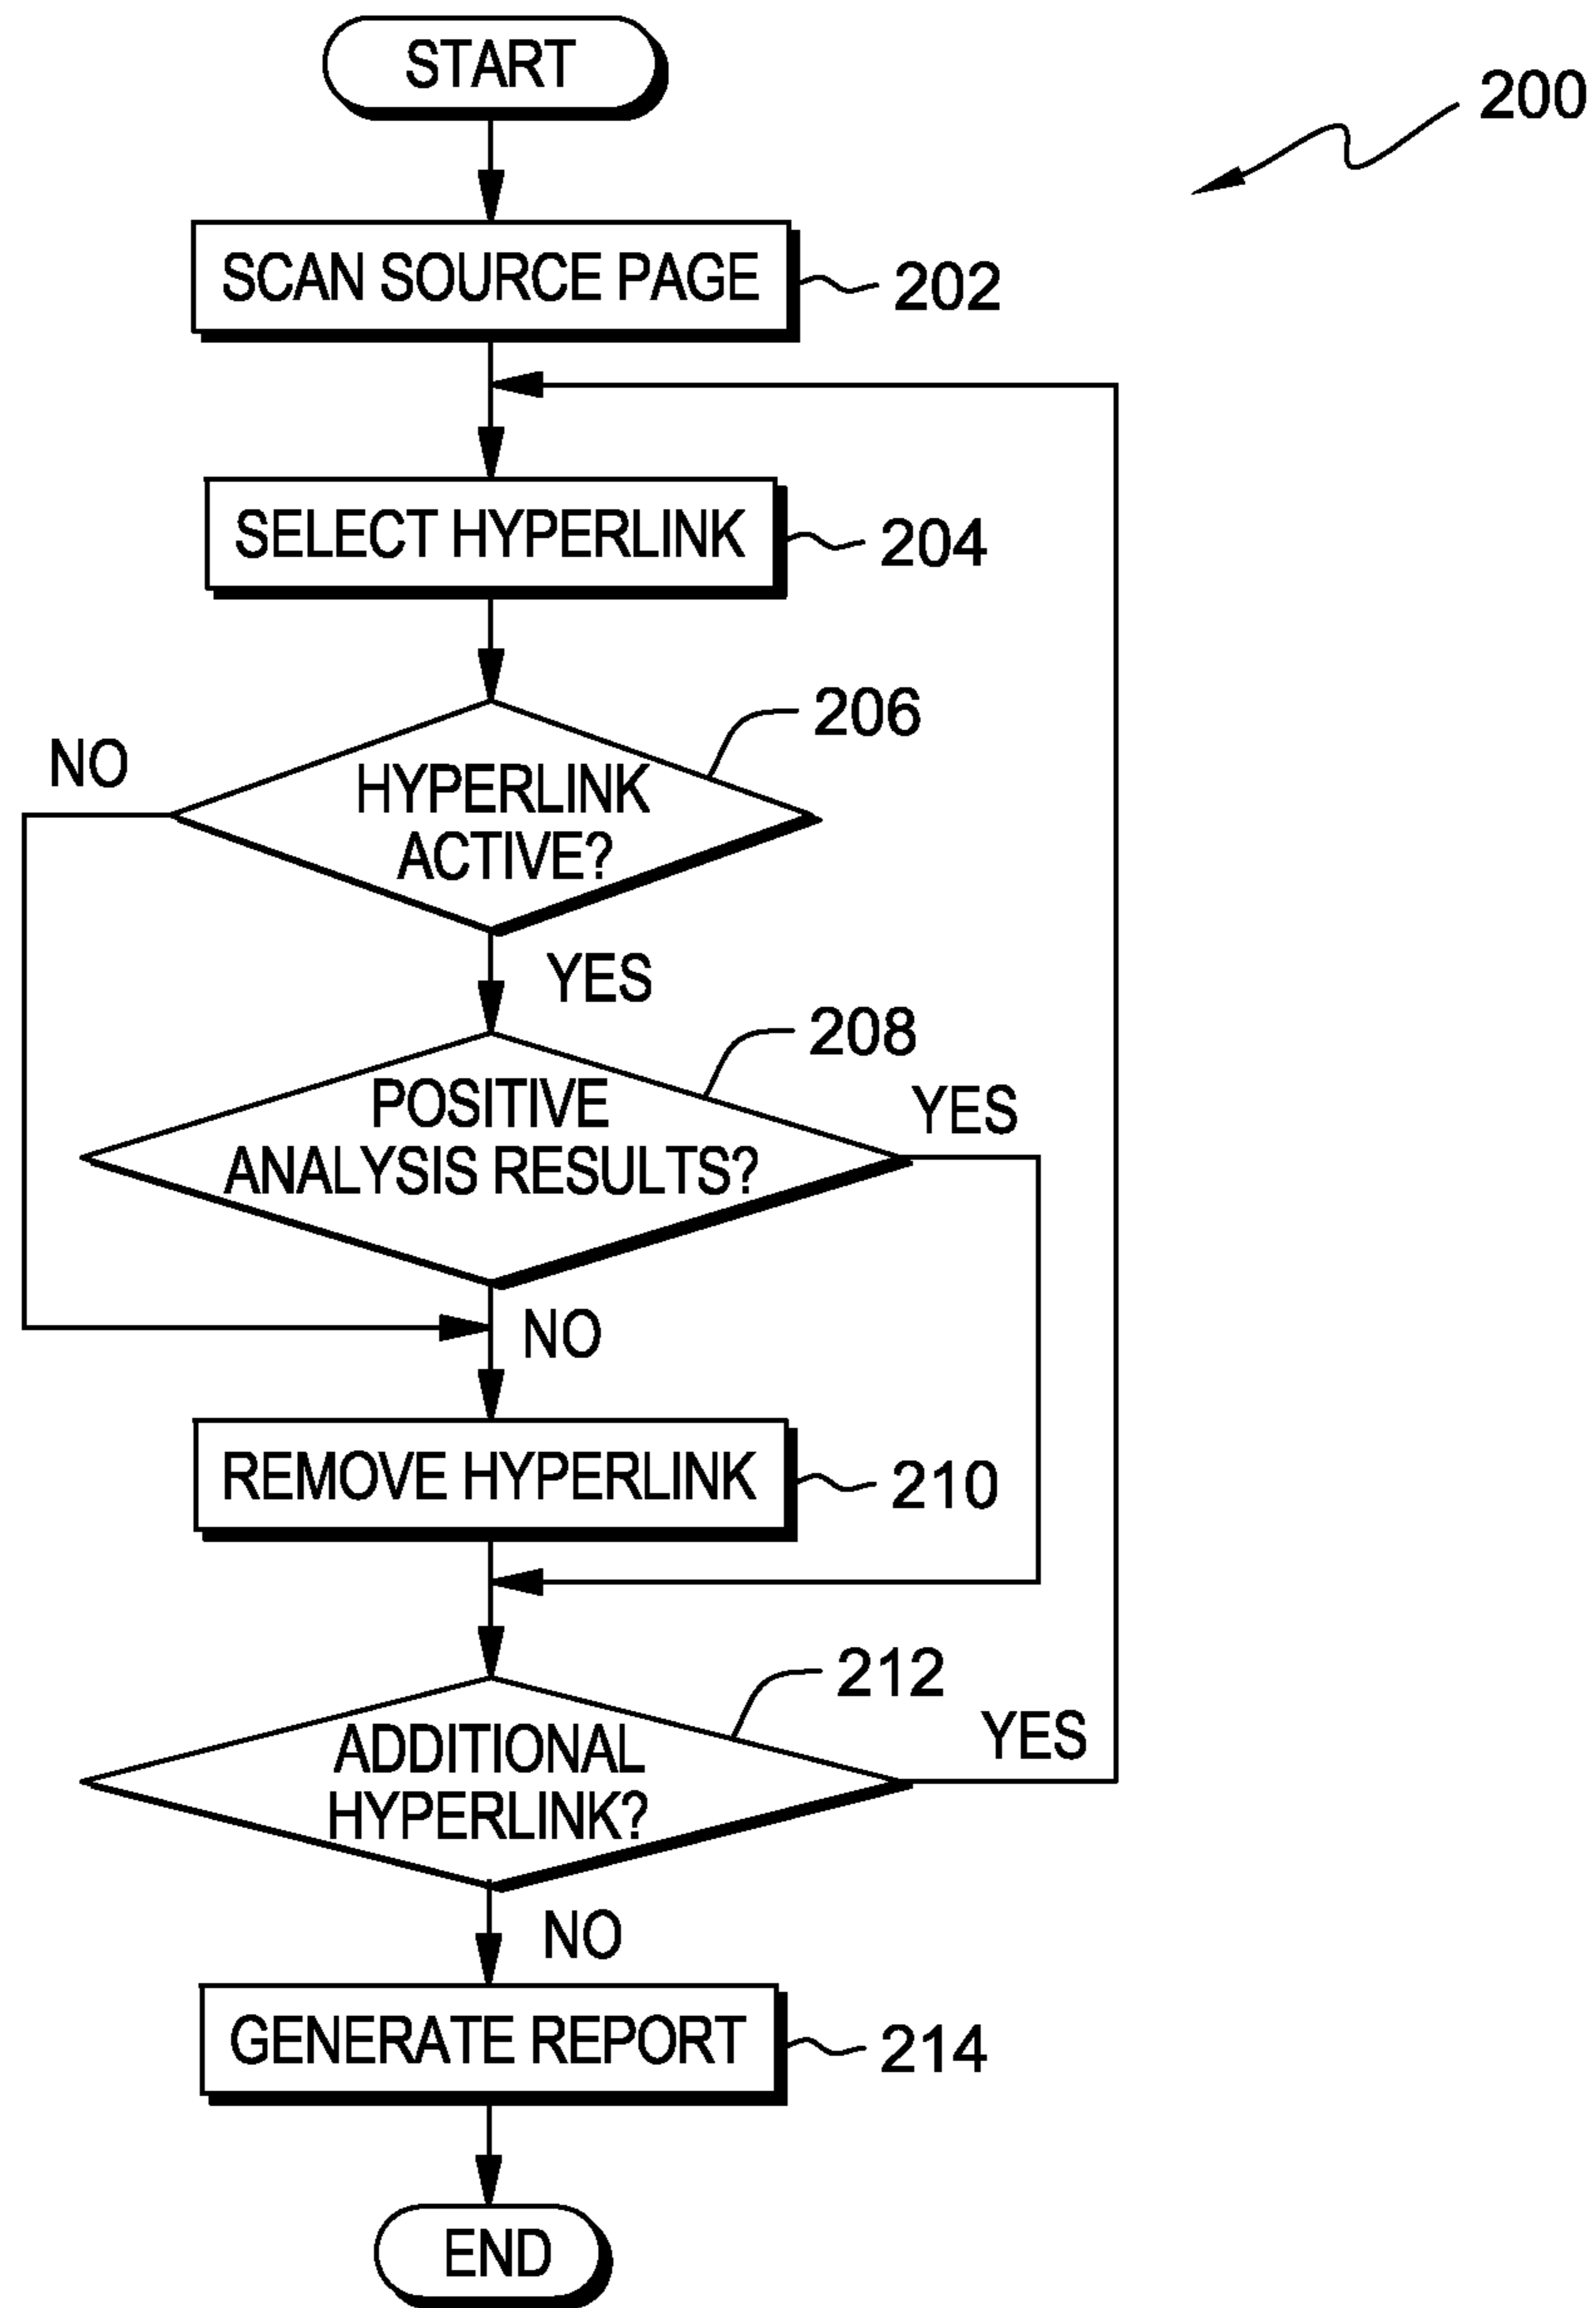 START
200
SCAN SOURCE PAGE
202
SELECT HYPERLINK
204
206
NO
HYPERLINK
ACTIVE?
YES
208
POSITIVE
YES
ANALYSIS RESULTS?
NO
REMOVE HYPERLINK
210
212
ADDITIONAL
YES
HYPERLINK?
NO
GENERATE REPORT
214
END